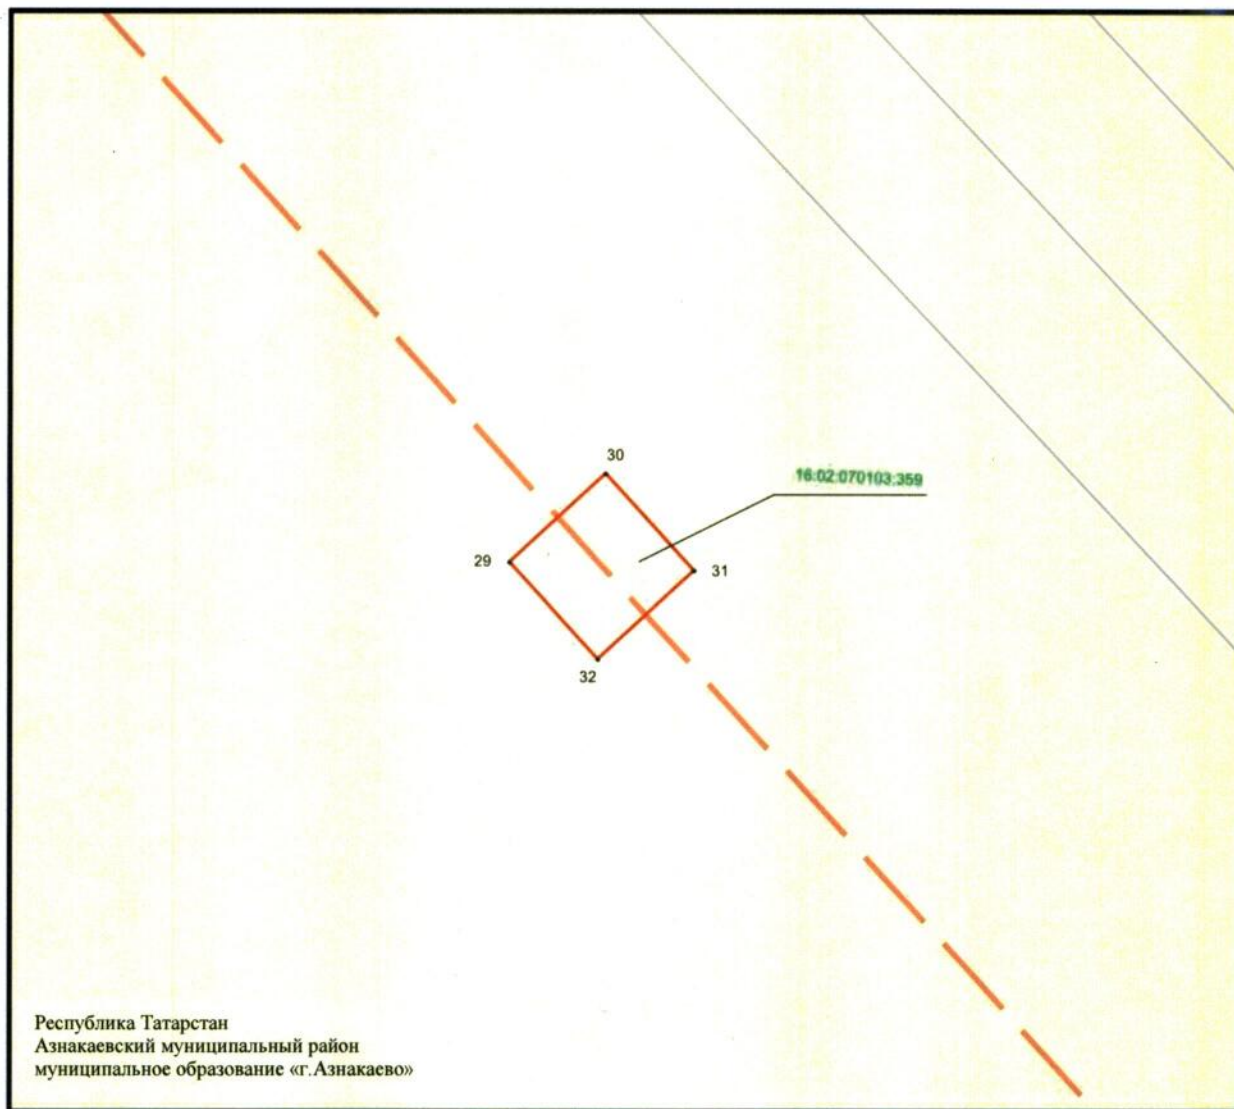 30
16:02:070103:359
29
31
32
Республика Татарстан
Азнакаевский муниципальный район
муниципальное образование «г.Азнакаево»